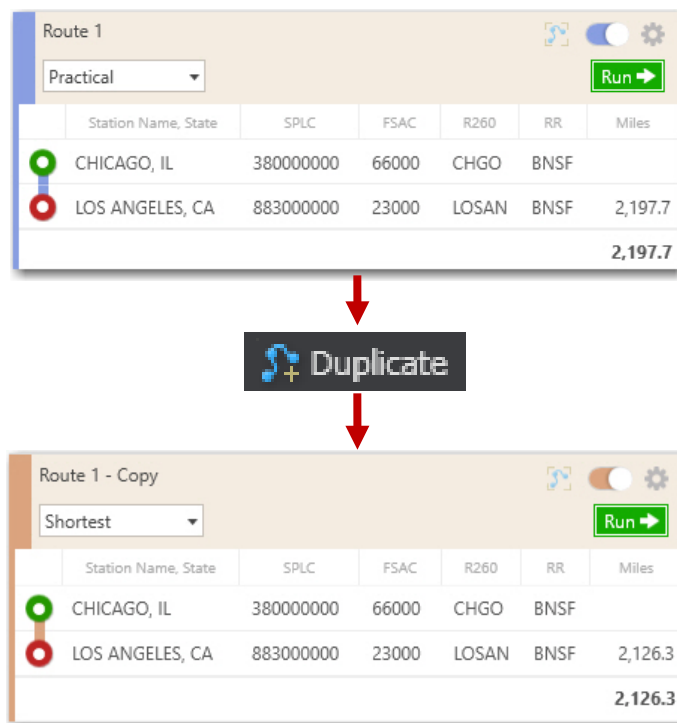 Route 1
Practical Run
Station Name, State SPLC FSAC R260 RR Miles
CHICAGO, IL 380000000 66000 CHGO BNSF
LOS ANGELES, CA 883000000 23000 LOSAN BNSF 2,197.7
2,197.7
Duplicate
Route 1 - Copy
Shortest Run
Station Name, State SPLC FSAC R260 RR Miles
CHICAGO, IL 380000000 66000 CHGO BNSF
LOS ANGELES, CA 883000000 23000 LOSAN BNSF 2,126.3
2,126.3